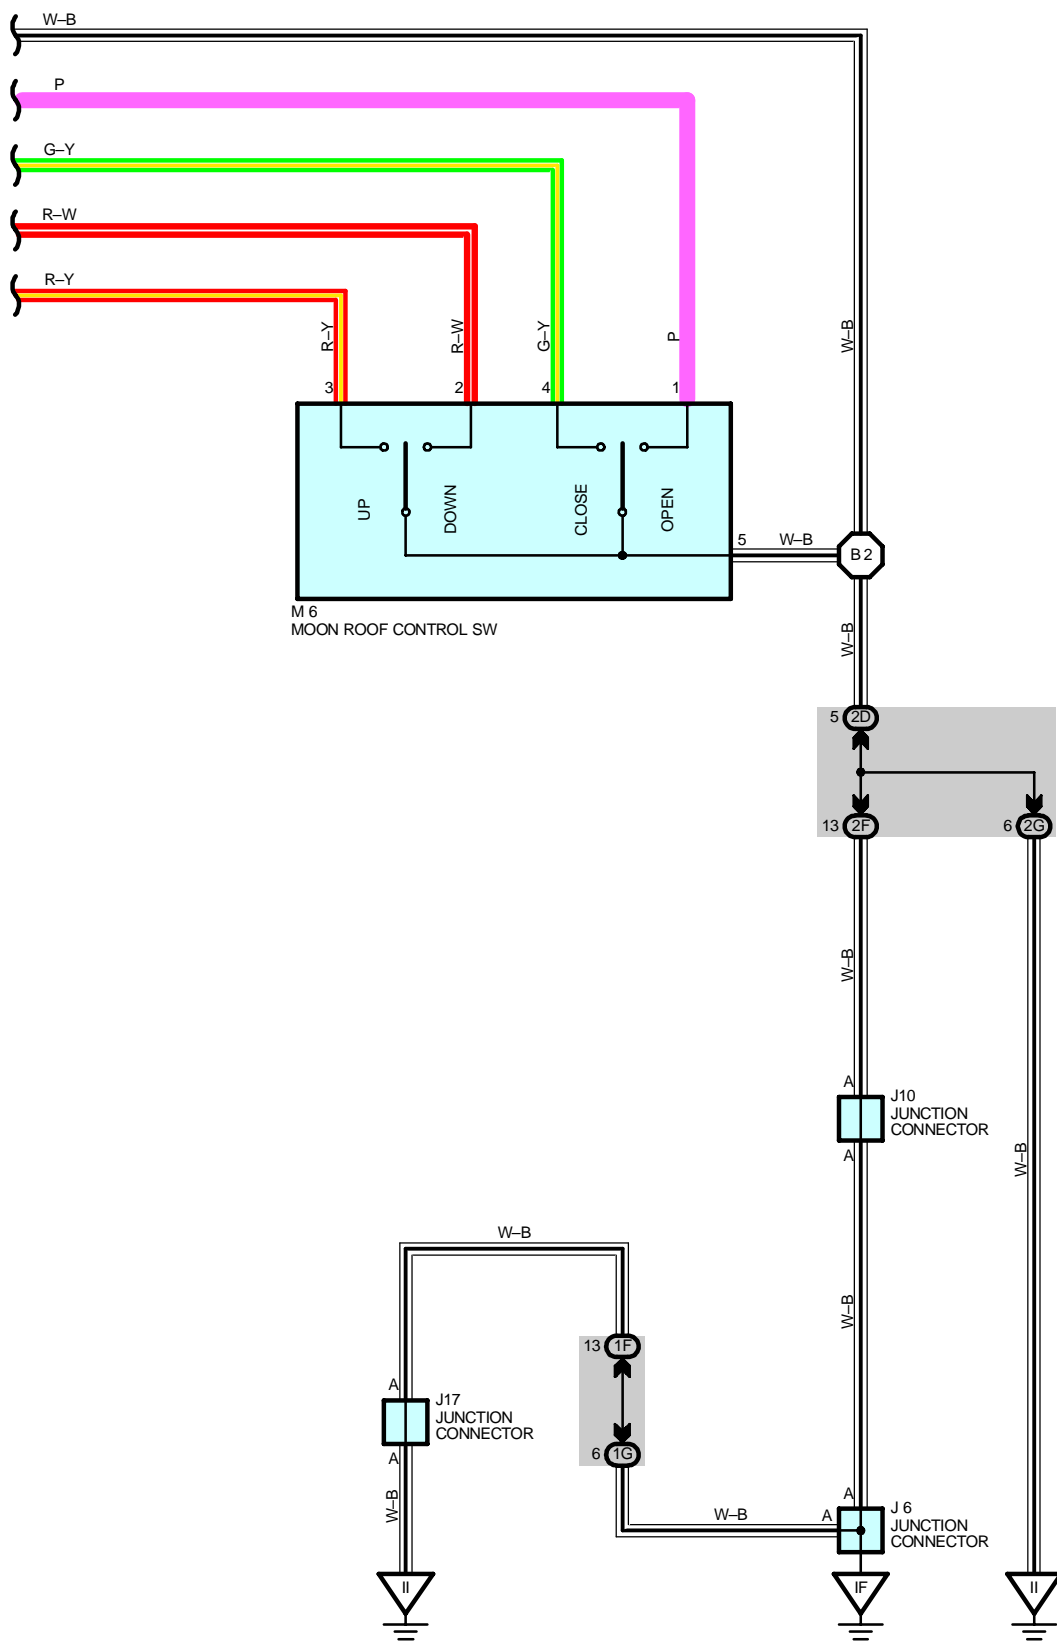 W–B
P
G–Y
R–W
R–Y
R–Y
R–W
G–Y
P
W–B
3
2
4
1
UP
DOWN
CLOSE
OPEN
5
W–B
B 2
M 6
MOON ROOF CONTROL SW
W–B
5
2D
13
2F
6
2G
W–B
A
J10
JUNCTION
CONNECTOR
A
W–B
W–B
W–B
13
1F
A
J17
JUNCTION
CONNECTOR
A
6
1G
W–B
W–B
A
A
J 6
JUNCTION
CONNECTOR
W–B
II
IF
II